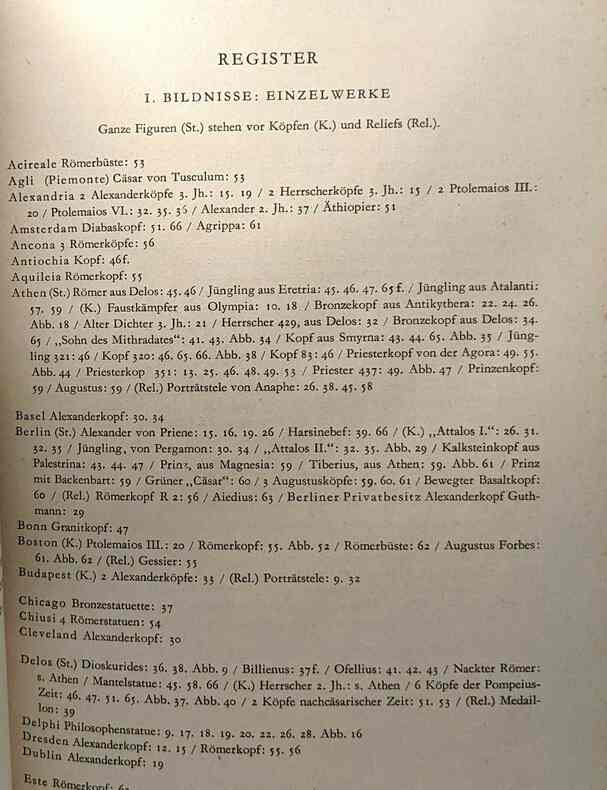 REGISTER
I. BILDNISSE: EINZELWERKE
Ganze Figuren (St.) stehen vor Köpfen (K.) und Reliefs (Rel.).
Acireale Römerbüste: 53
Agli (Piemonte) Cäsar von Tusculum: 53
Alexandria 2 Alexanderköpfe 3. Jh.: 15. 19 / 2 Herrscherköpfe 3. Jh.: 15 / 2 Ptolemaios III.:
20 / Ptolemaios VI.: 32. 35. 36 / Alexander 2. Jh.: 37 / Äthiopier: 51
Amsterdam Diabaskopf: 51. 66 / Agrippa: 61
Ancona 3 Römerköpfe: 56
Antiochia Kopf: 46f.
Aquileia Römerkopf: 55
Athen (St.) Römer aus Delos: 45. 46 / Jüngling aus Eretria: 45. 46. 47. 65 f. / Jüngling aus Atalanti:
57. 59 / (K.) Faustkämpfer aus Olympia: 10. 18 / Bronzekopf aus Antikythera: 22. 24. 26.
Abb. 18 / Alter Dichter 3. Jh.: 21 / Herrscher 429, aus Delos: 32 / Bronzekopf aus Delos: 34.
65 / „Sohn des Mithradates“: 41. 43. Abb. 34 / Kopf aus Smyrna: 43. 44. 65. Abb. 35 / Jüng-
ling 321: 46 / Kopf 320: 46. 65. 66. Abb. 38 / Kopf 83: 46 / Priesterkopf von der Agora: 49. 55.
Abb. 44 / Priesterkop 351: 13. 25. 46. 48. 49. 53 / Priester 437: 49. Abb. 47 / Prinzenkopf:
59 / Augustus: 59 / (Rel.) Porträtstele von Anaphe: 26. 38. 45. 58
Basel Alexanderkopf: 30. 34
Berlin (St.) Alexander von Priene: 15. 16. 19. 26 / Harsinebef: 39. 66 / (K.) „Attalos I.“: 26. 31.
32. 35 / Jüngling, von Pergamon: 30. 34 / „Attalos II.“: 32. 35. Abb. 29 / Kalksteinkopf aus
Palestrina: 43. 44. 47 / Prinz, aus Magnesia: 59 / Tiberius, aus Athen: 59. Abb. 61 / Prinz
mit Backenbart: 59 / Grüner „Cäsar“: 60 / 3 Augustusköpfe: 59. 60. 61 / Bewegter Basaltkopf:
60 / (Rel.) Römerkopf R 2: 56 / Aiedius: 63 / Berliner Privatbesitz Alexanderkopf Guth-
mann: 29
Bonn Granitkopf: 47
Boston (K.) Ptolemaios III.: 20 / Römerkopf: 55. Abb. 52 / Römerbüste: 62 / Augustus Forbes:
61. Abb. 62 / (Rel.) Gessier: 55
Budapest (K.) 2 Alexanderköpfe: 33 / (Rel.) Porträtstele: 9. 32
Chicago Bronzestatuette: 37
Chiusi 4 Römerstatuen: 54
Cleveland Alexanderkopf: 30
Delos (St.) Dioskurides: 36. 38. Abb. 9 / Billienus: 37f. / Ofellius: 41. 42. 43 / Nackter Römer:
s. Athen / Mantelstatue: 45. 58. 66 / (K.) Herrscher 2. Jh.: s. Athen / 6 Köpfe der Pompeius-
Zeit: 46. 47. 51. 65. Abb. 37. Abb. 40 / 2 Köpfe nachcäsarischer Zeit: 51. 53 / (Rel.) Medail-
lon: 39
Delphi Philosophenstatue: 9. 17. 18. 19. 20. 22. 26. 28. Abb. 16
Dresden Alexanderkopf: 12. 15 / Römerkopf: 55. 56
Dublin Alexanderkopf: 19
Este Römerkopf: